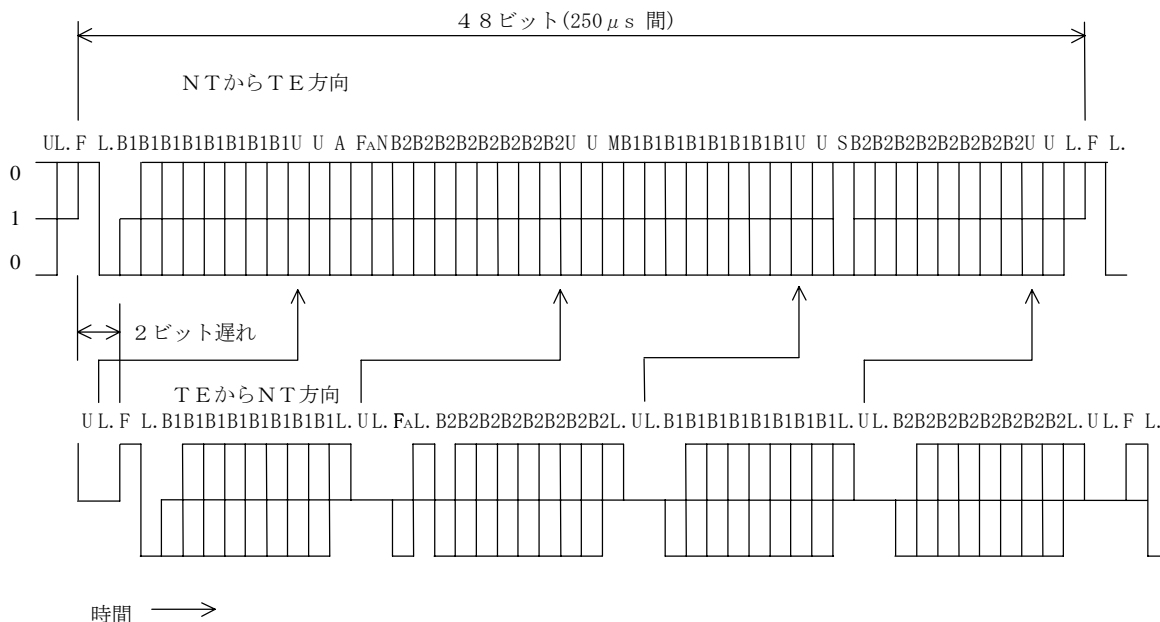 ４８ビット(250μs 間)
ＮＴからＴＥ方向
UL.F L.B1B1B1B1B1B1B1B1U U A FANB2B2B2B2B2B2B2B2U U MB1B1B1B1B1B1B1B1U U SB2B2B2B2B2B2B2B2U U L.F L.
0
1
0
２ビット遅れ
ＴＥからＮＴ方向
U L.F L.B1B1B1B1B1B1B1B1L.UL.FAL.B2B2B2B2B2B2B2B2L.UL.B1B1B1B1B1B1B1B1L.UL.B2B2B2B2B2B2B2B2L.U L.F L.
時間